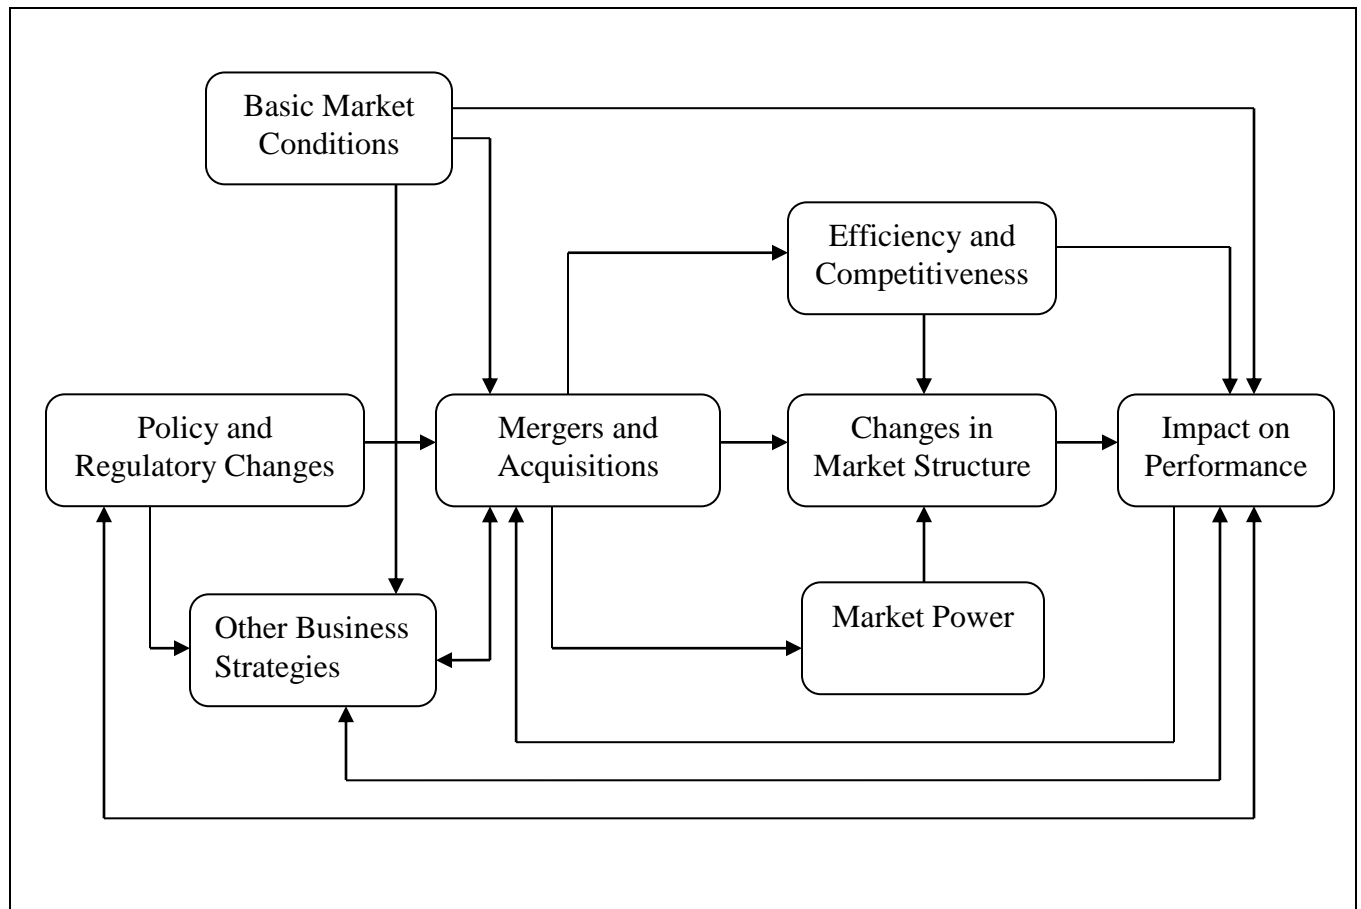 Basic Market
Conditions
Efficiency and
Competitiveness
Policy and
Regulatory Changes
Mergers and
Acquisitions
Changes in
Market Structure
Impact on
Performance
Other Business
Strategies
Market Power